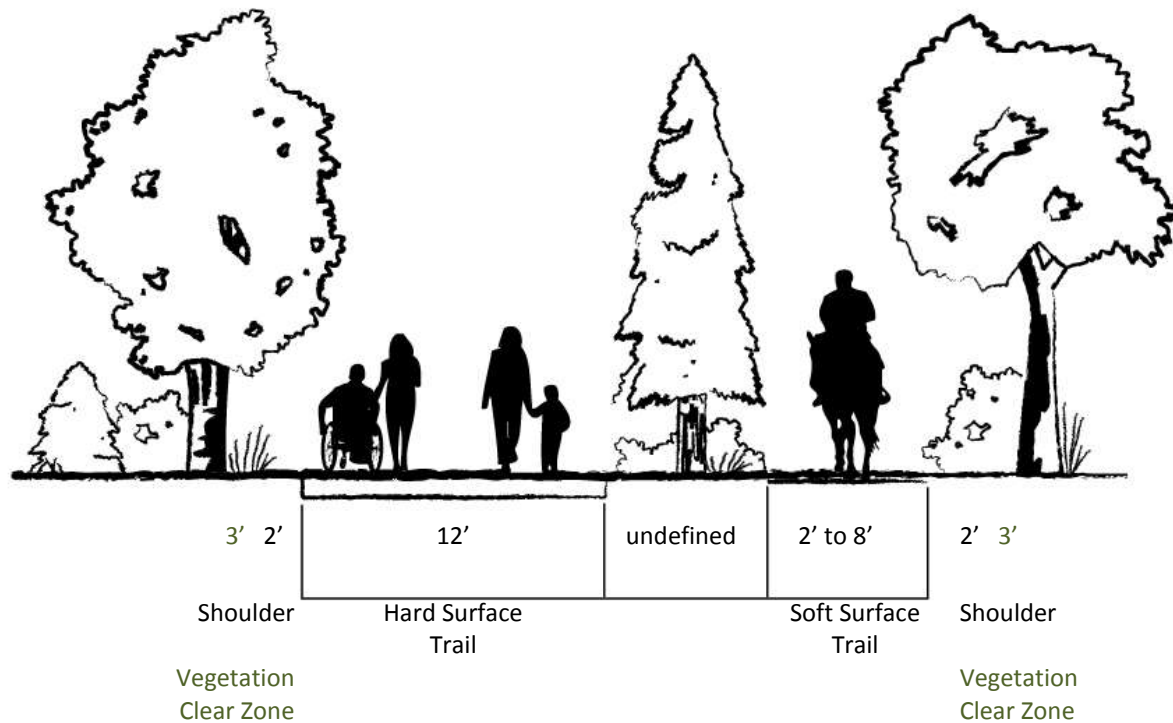 3’ 2’ 12’ undefined 2’ to 8’ 2’ 3’
Shoulder Hard Surface Trail Soft Surface Trail Shoulder
Vegetation Clear Zone Vegetation Clear Zone